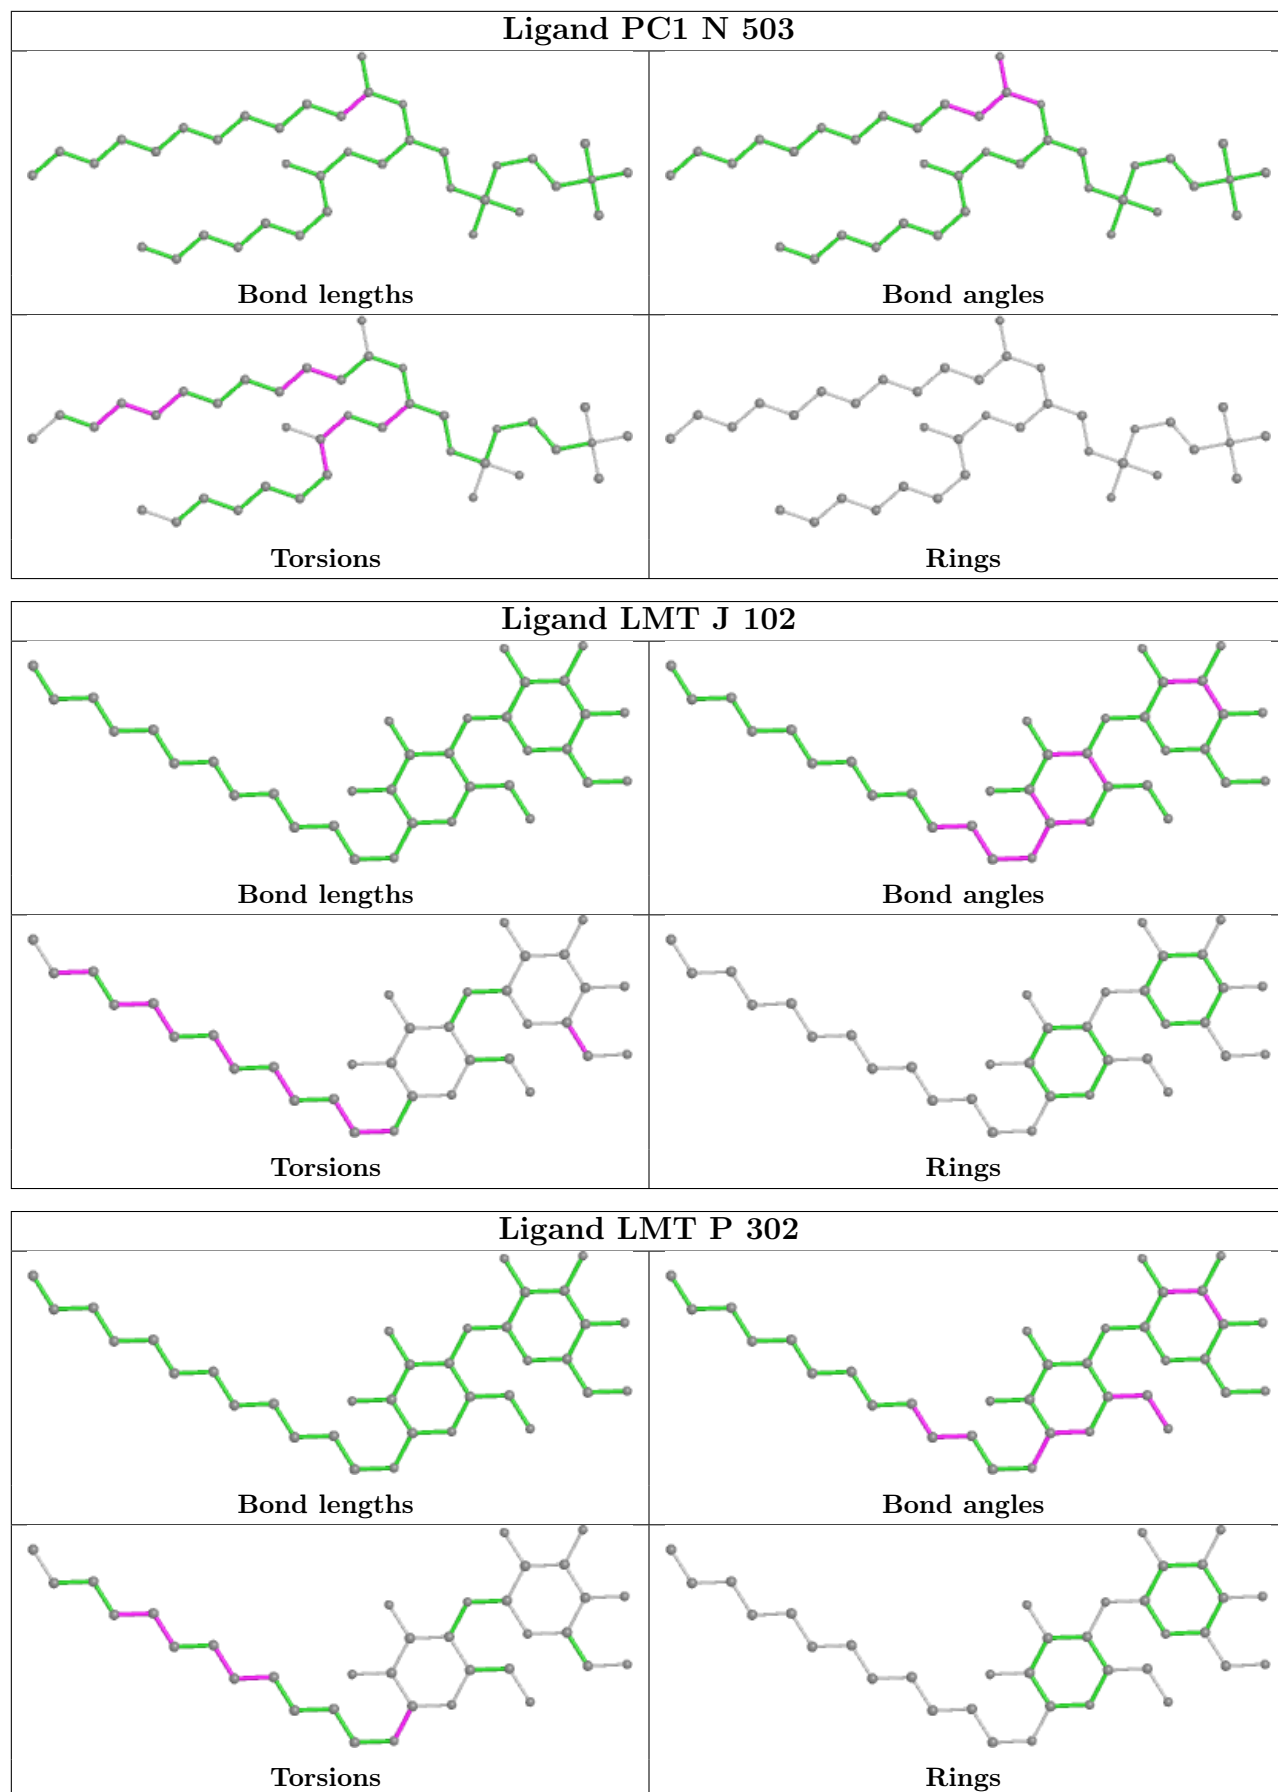 Ligand PC1 N 503
Bond lengths
Bond angles
Torsions
Rings
Ligand LMT J 102
Bond lengths
Bond angles
Torsions
Rings
Ligand LMT P 302
Bond lengths
Bond angles
Torsions
Rings